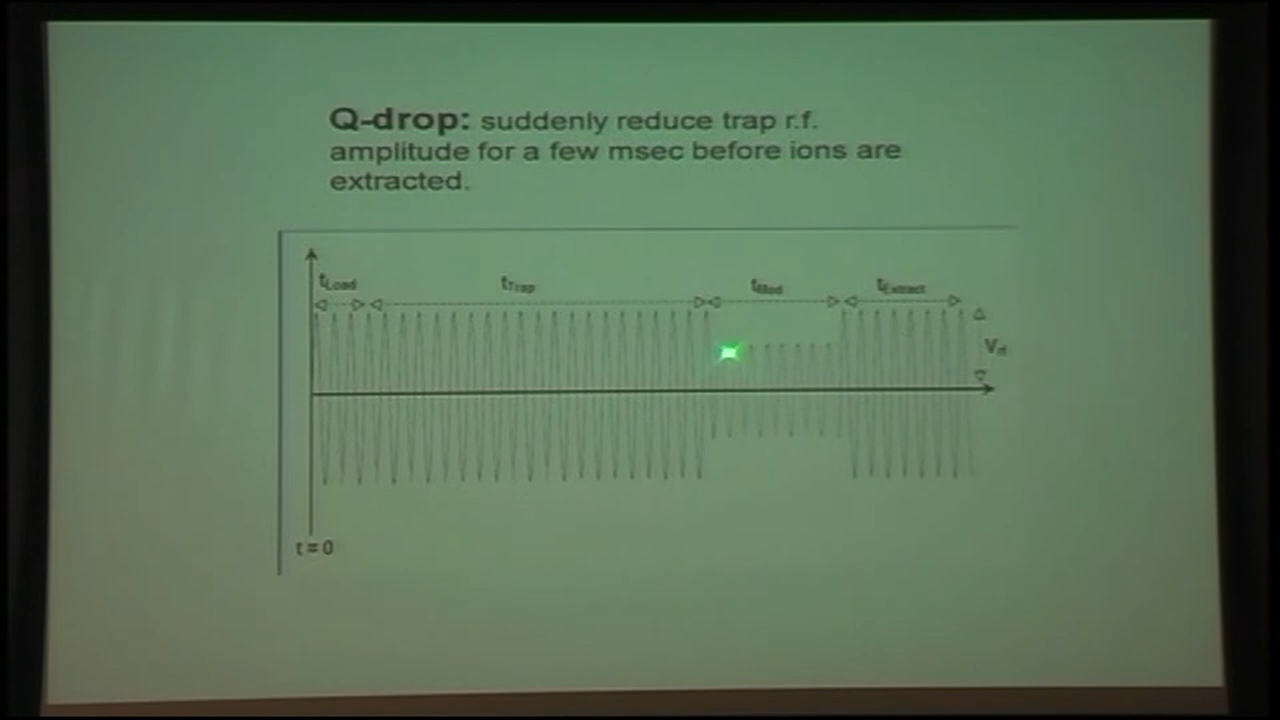 Q-drop: suddenly reduce trap r.f.
amplitude for a few msec before ions are
extracted.
tLoad tTrap tMod tExtract
Vrf
t = 0